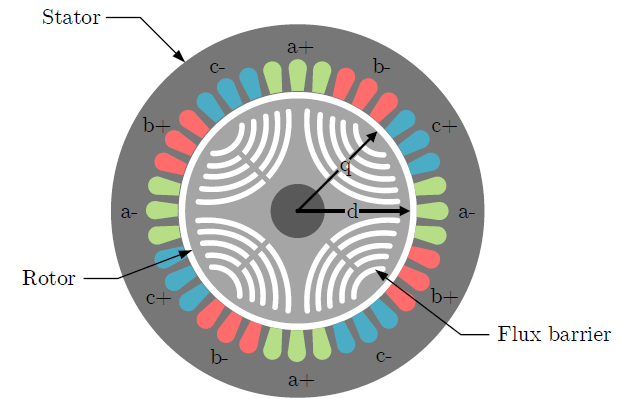 Stator
a+
c-
b-
b+
c+
q
a-
d
a-
Rotor
c+
b+
Flux barrier
b-
c-
a+